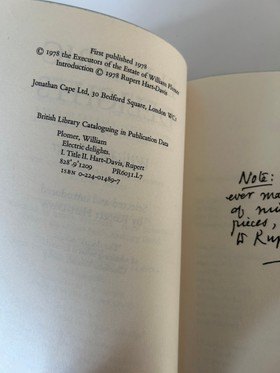 First published 1978
© 1978 the Executors of the Estate of William Plomer
Introduction © 1978 Rupert Hart-Davis
Jonathan Cape Ltd, 30 Bedford Square, London WC1
British Library Cataloguing in Publication Data
Plomer, William
Electric delights.
I. Title II. Hart-Davis, Rupert
828'.9'1209 PR6031.L7
ISBN 0-224-01489-7
NOTE:
ever ma
of mi
pieces,
Rup